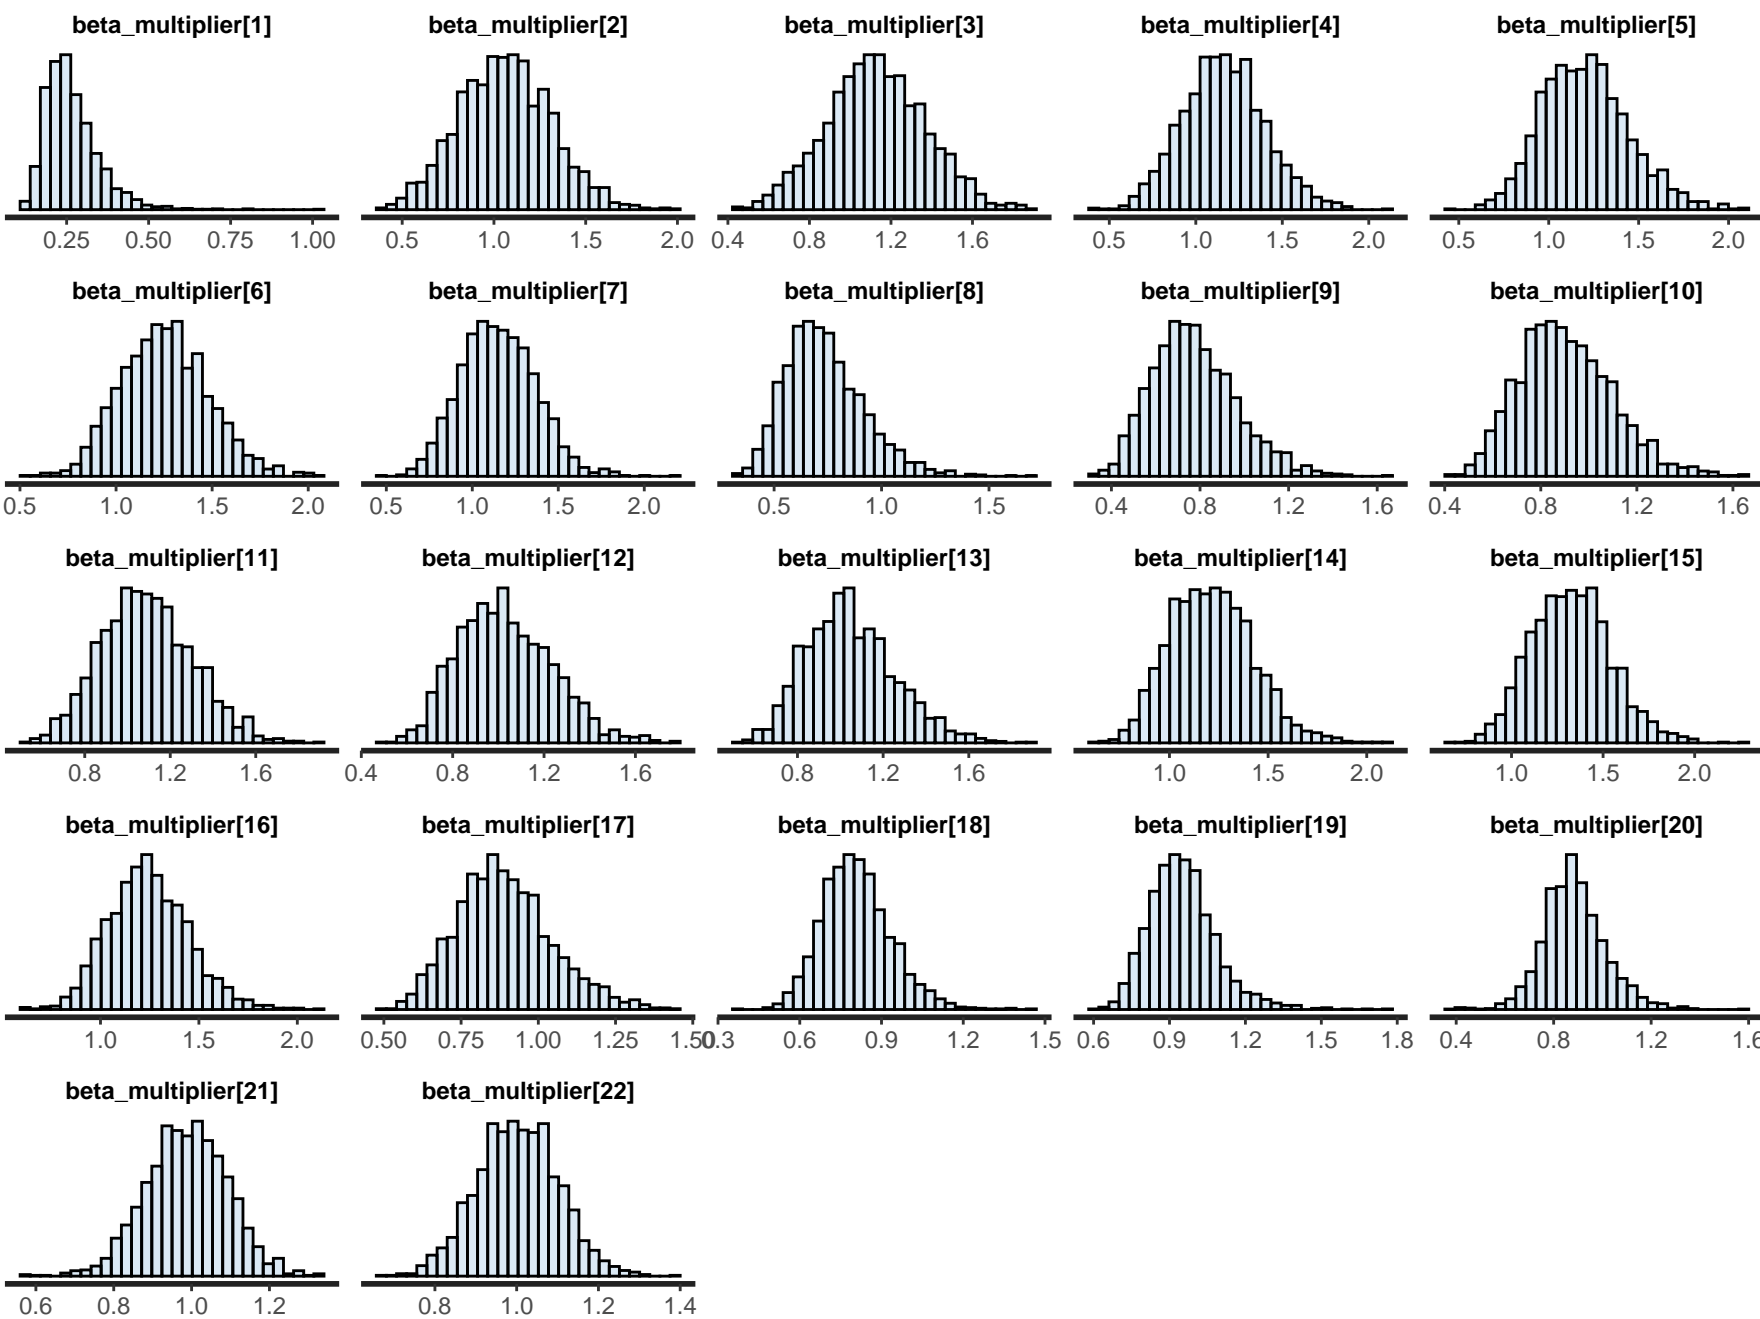 beta_multiplier[1] beta_multiplier[2] beta_multiplier[3] beta_multiplier[4] beta_multiplier[5]
0.25 0.50 0.75 1.00 0.5 1.0 1.5 2.0 0.4 0.8 1.2 1.6 0.5 1.0 1.5 2.0 0.5 1.0 1.5 2.0
beta_multiplier[6] beta_multiplier[7] beta_multiplier[8] beta_multiplier[9] beta_multiplier[10]
0.5 1.0 1.5 2.0 0.5 1.0 1.5 2.0 0.5 1.0 1.5 0.4 0.8 1.2 1.6 0.4 0.8 1.2 1.6
beta_multiplier[11] beta_multiplier[12] beta_multiplier[13] beta_multiplier[14] beta_multiplier[15]
0.8 1.2 1.6 0.4 0.8 1.2 1.6 0.8 1.2 1.6 1.0 1.5 2.0 1.0 1.5 2.0
beta_multiplier[16] beta_multiplier[17] beta_multiplier[18] beta_multiplier[19] beta_multiplier[20]
1.0 1.5 2.0 0.50 0.75 1.00 1.25 1.50 0.3 0.6 0.9 1.2 1.5 0.6 0.9 1.2 1.5 1.8 0.4 0.8 1.2 1.6
beta_multiplier[21] beta_multiplier[22]
0.6 0.8 1.0 1.2 0.8 1.0 1.2 1.4